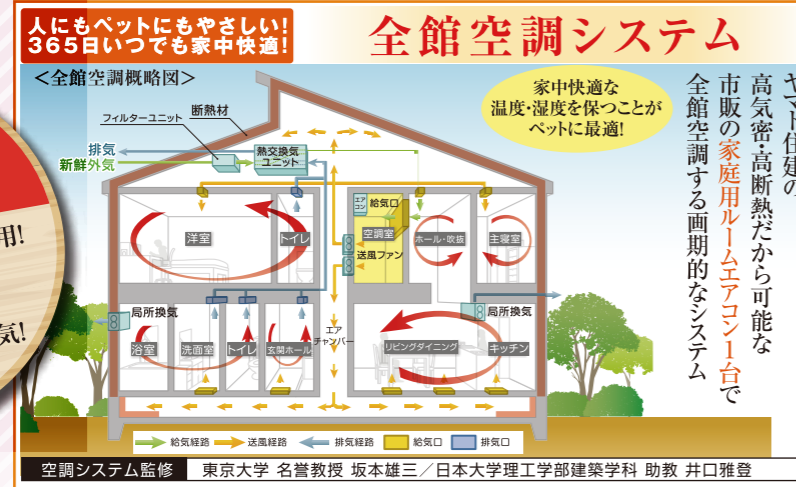 人にもペットにもやさしい！
365日いつでも家中快適！
全館空調システム
＜全館空調概略図＞
家中快適な
温度・湿度を保つことが
ペットに最適！
ヤマト住建の
高気密・高断熱だから可能な
市販の家庭用ルームエアコン1台で
全館空調する画期的なシステム
断熱材
フィルターユニット
排気
新鮮外気
熱交換気
ユニット
エアコン
給気口
洋室
トイレ
空調室
送風ファン
ホール・吹抜
主寝室
局所換気
局所換気
エア
チャンバー
浴室
洗面室
トイレ
玄関ホール
リビングダイニング
キッチン
給気経路
送風経路
排気経路
給気口
排気口
用！
気！
空調システム監修
東京大学 名誉教授 坂本雄三／日本大学理工学部建築学科 助教 井口雅登